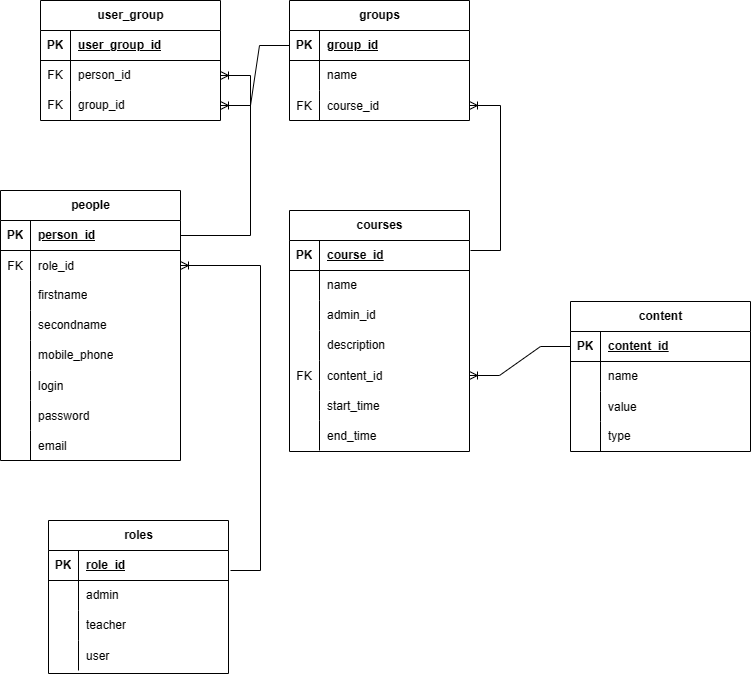 user_group
PK user_group_id
FK person_id
FK group_id
groups
PK group_id
name
FK course_id
people
PK person_id
FK role_id
firstname
secondname
mobile_phone
login
password
email
courses
PK course_id
name
admin_id
description
FK content_id
start_time
end_time
content
PK content_id
name
value
type
roles
PK role_id
admin
teacher
user